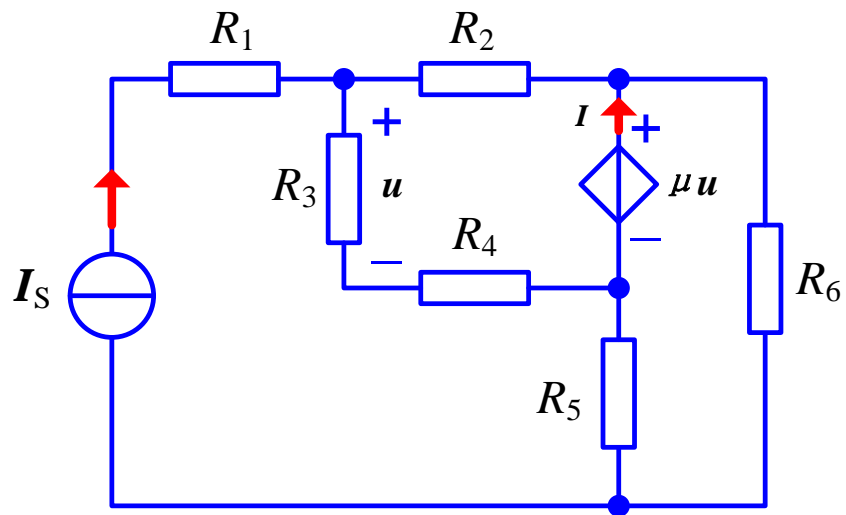 R1 R2
I +
+
R3 u μu
R4
− −
IS R6
R5